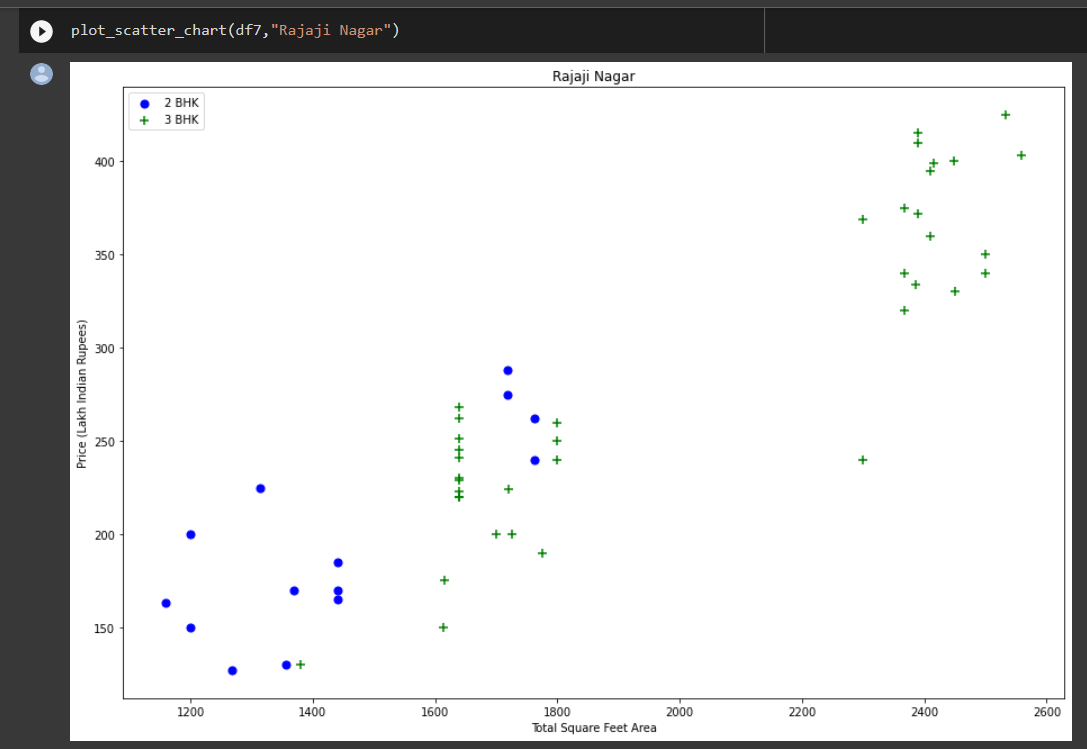 plot_scatter_chart(df7,"Rajaji Nagar")
Rajaji Nagar
2 BHK
3 BHK
400
350
300
250
200
150
Price (Lakh Indian Rupees)
1200 1400 1600 1800 2000 2200 2400 2600
Total Square Feet Area